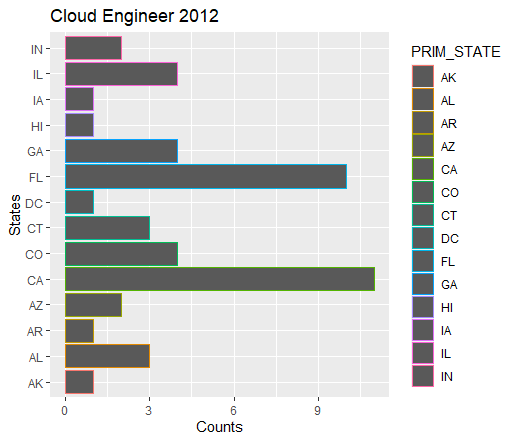 Cloud Engineer 2012
IN
IL
IA
HI
GA
FL
DC
CT
CO
CA
AZ
AR
AL
AK
States
0 3 6 9
Counts
PRIM_STATE
AK
AL
AR
AZ
CA
CO
CT
DC
FL
GA
HI
IA
IL
IN